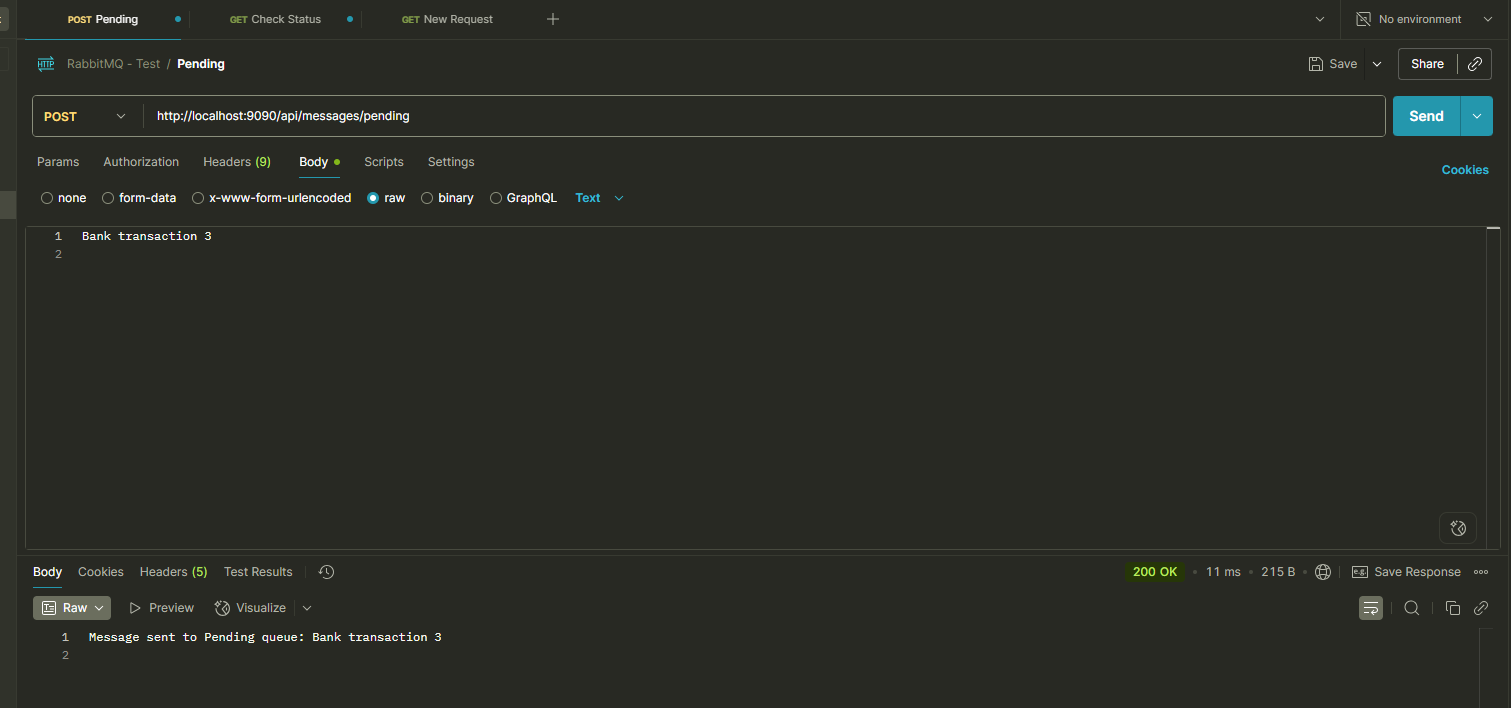 POST Pending GET Check Status GET New Request No environment
HTTP RabbitMQ - Test / Pending Save Share
POST http://localhost:9090/api/messages/pending Send
Params Authorization Headers (9) Body Scripts Settings Cookies
none form-data x-www-form-urlencoded raw binary GraphQL Text
1 Bank transaction 3
2
Body Cookies Headers (5) Test Results 200 OK 11 ms 215 B e.g. Save Response
Raw Preview Visualize
1 Message sent to Pending queue: Bank transaction 3
2